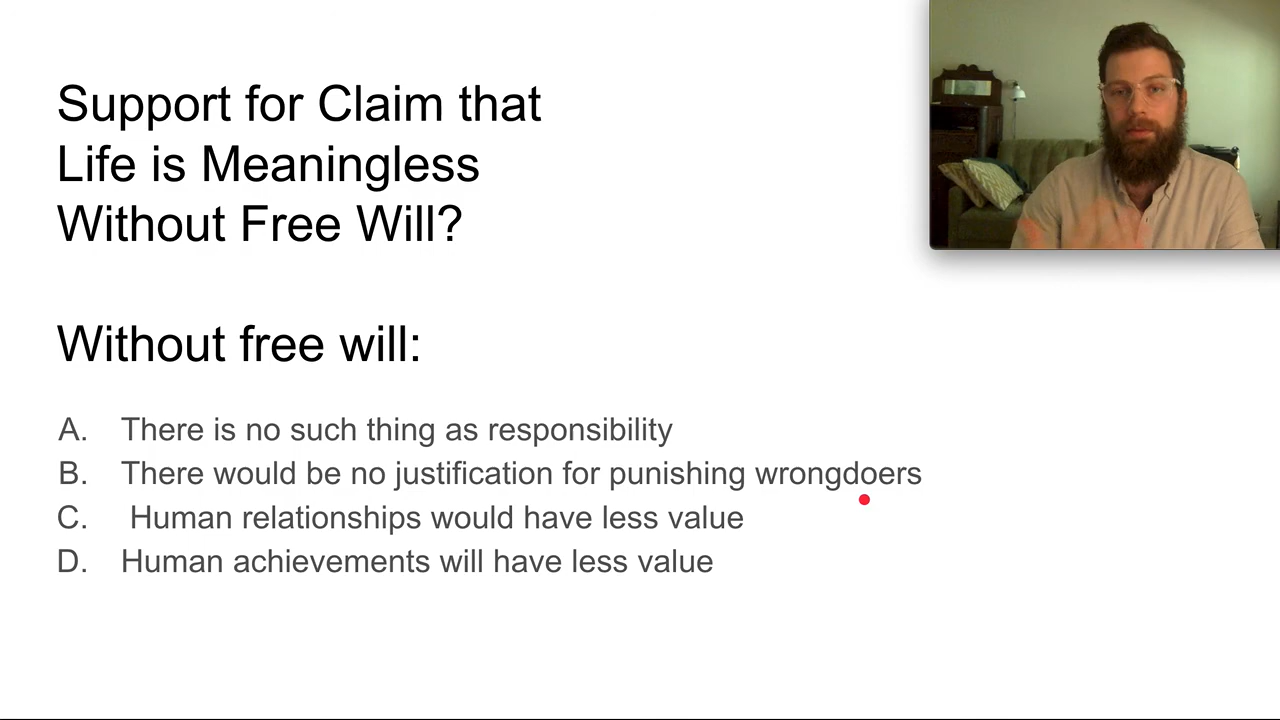 Support for Claim that
Life is Meaningless
Without Free Will?
Without free will:
A. There is no such thing as responsibility
B. There would be no justification for punishing wrongdoers
C. Human relationships would have less value
D. Human achievements will have less value